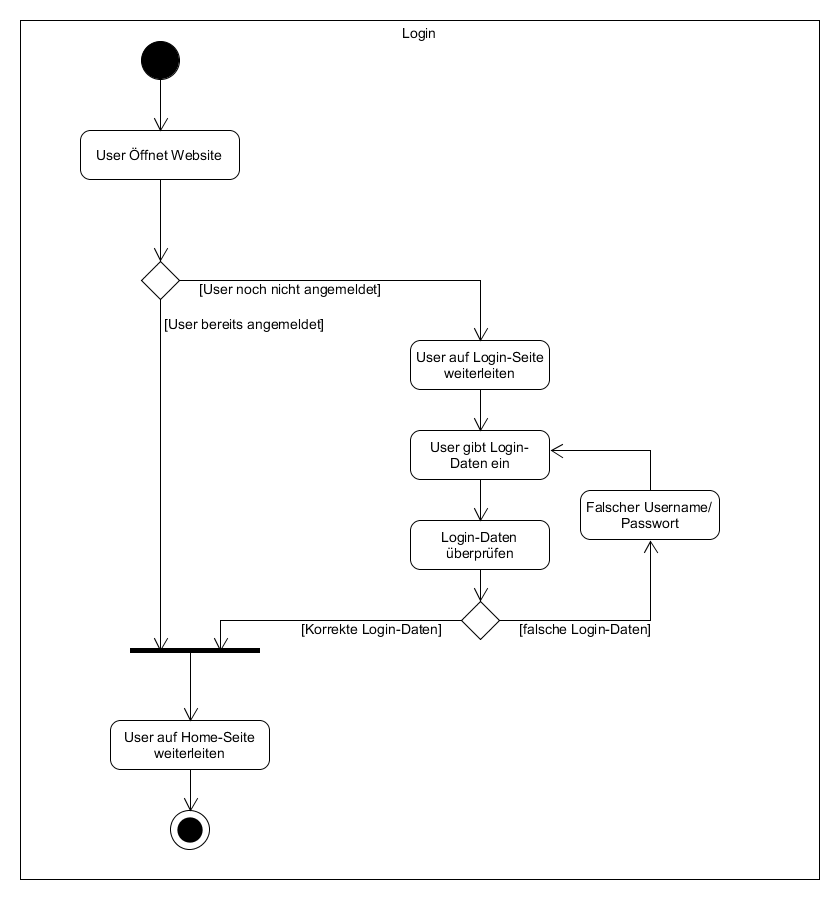 Login
User Öffnet Website
[User noch nicht angemeldet]
[User bereits angemeldet]
User auf Login-Seite
weiterleiten
User gibt Login-
Daten ein
Falscher Username/
Passwort
Login-Daten
überprüfen
[Korrekte Login-Daten]
[falsche Login-Daten]
User auf Home-Seite
weiterleiten